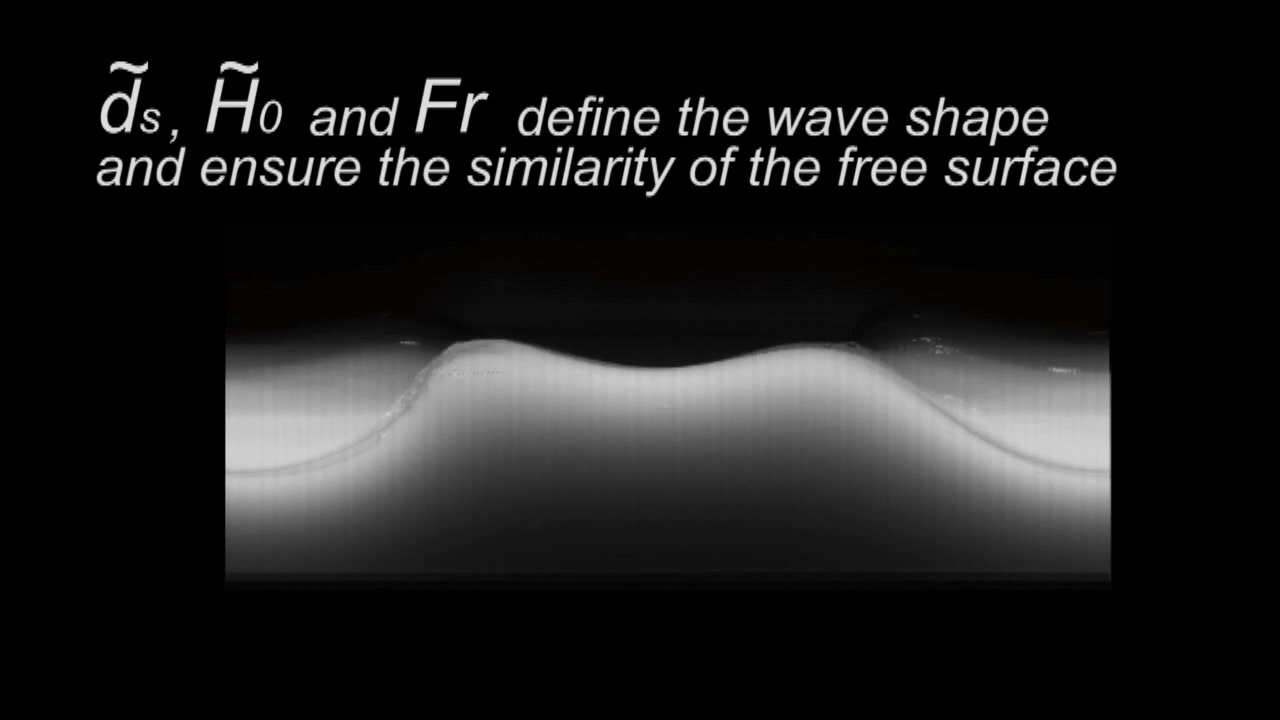 d̃s, H̃0 and Fr define the wave shape
and ensure the similarity of the free surface